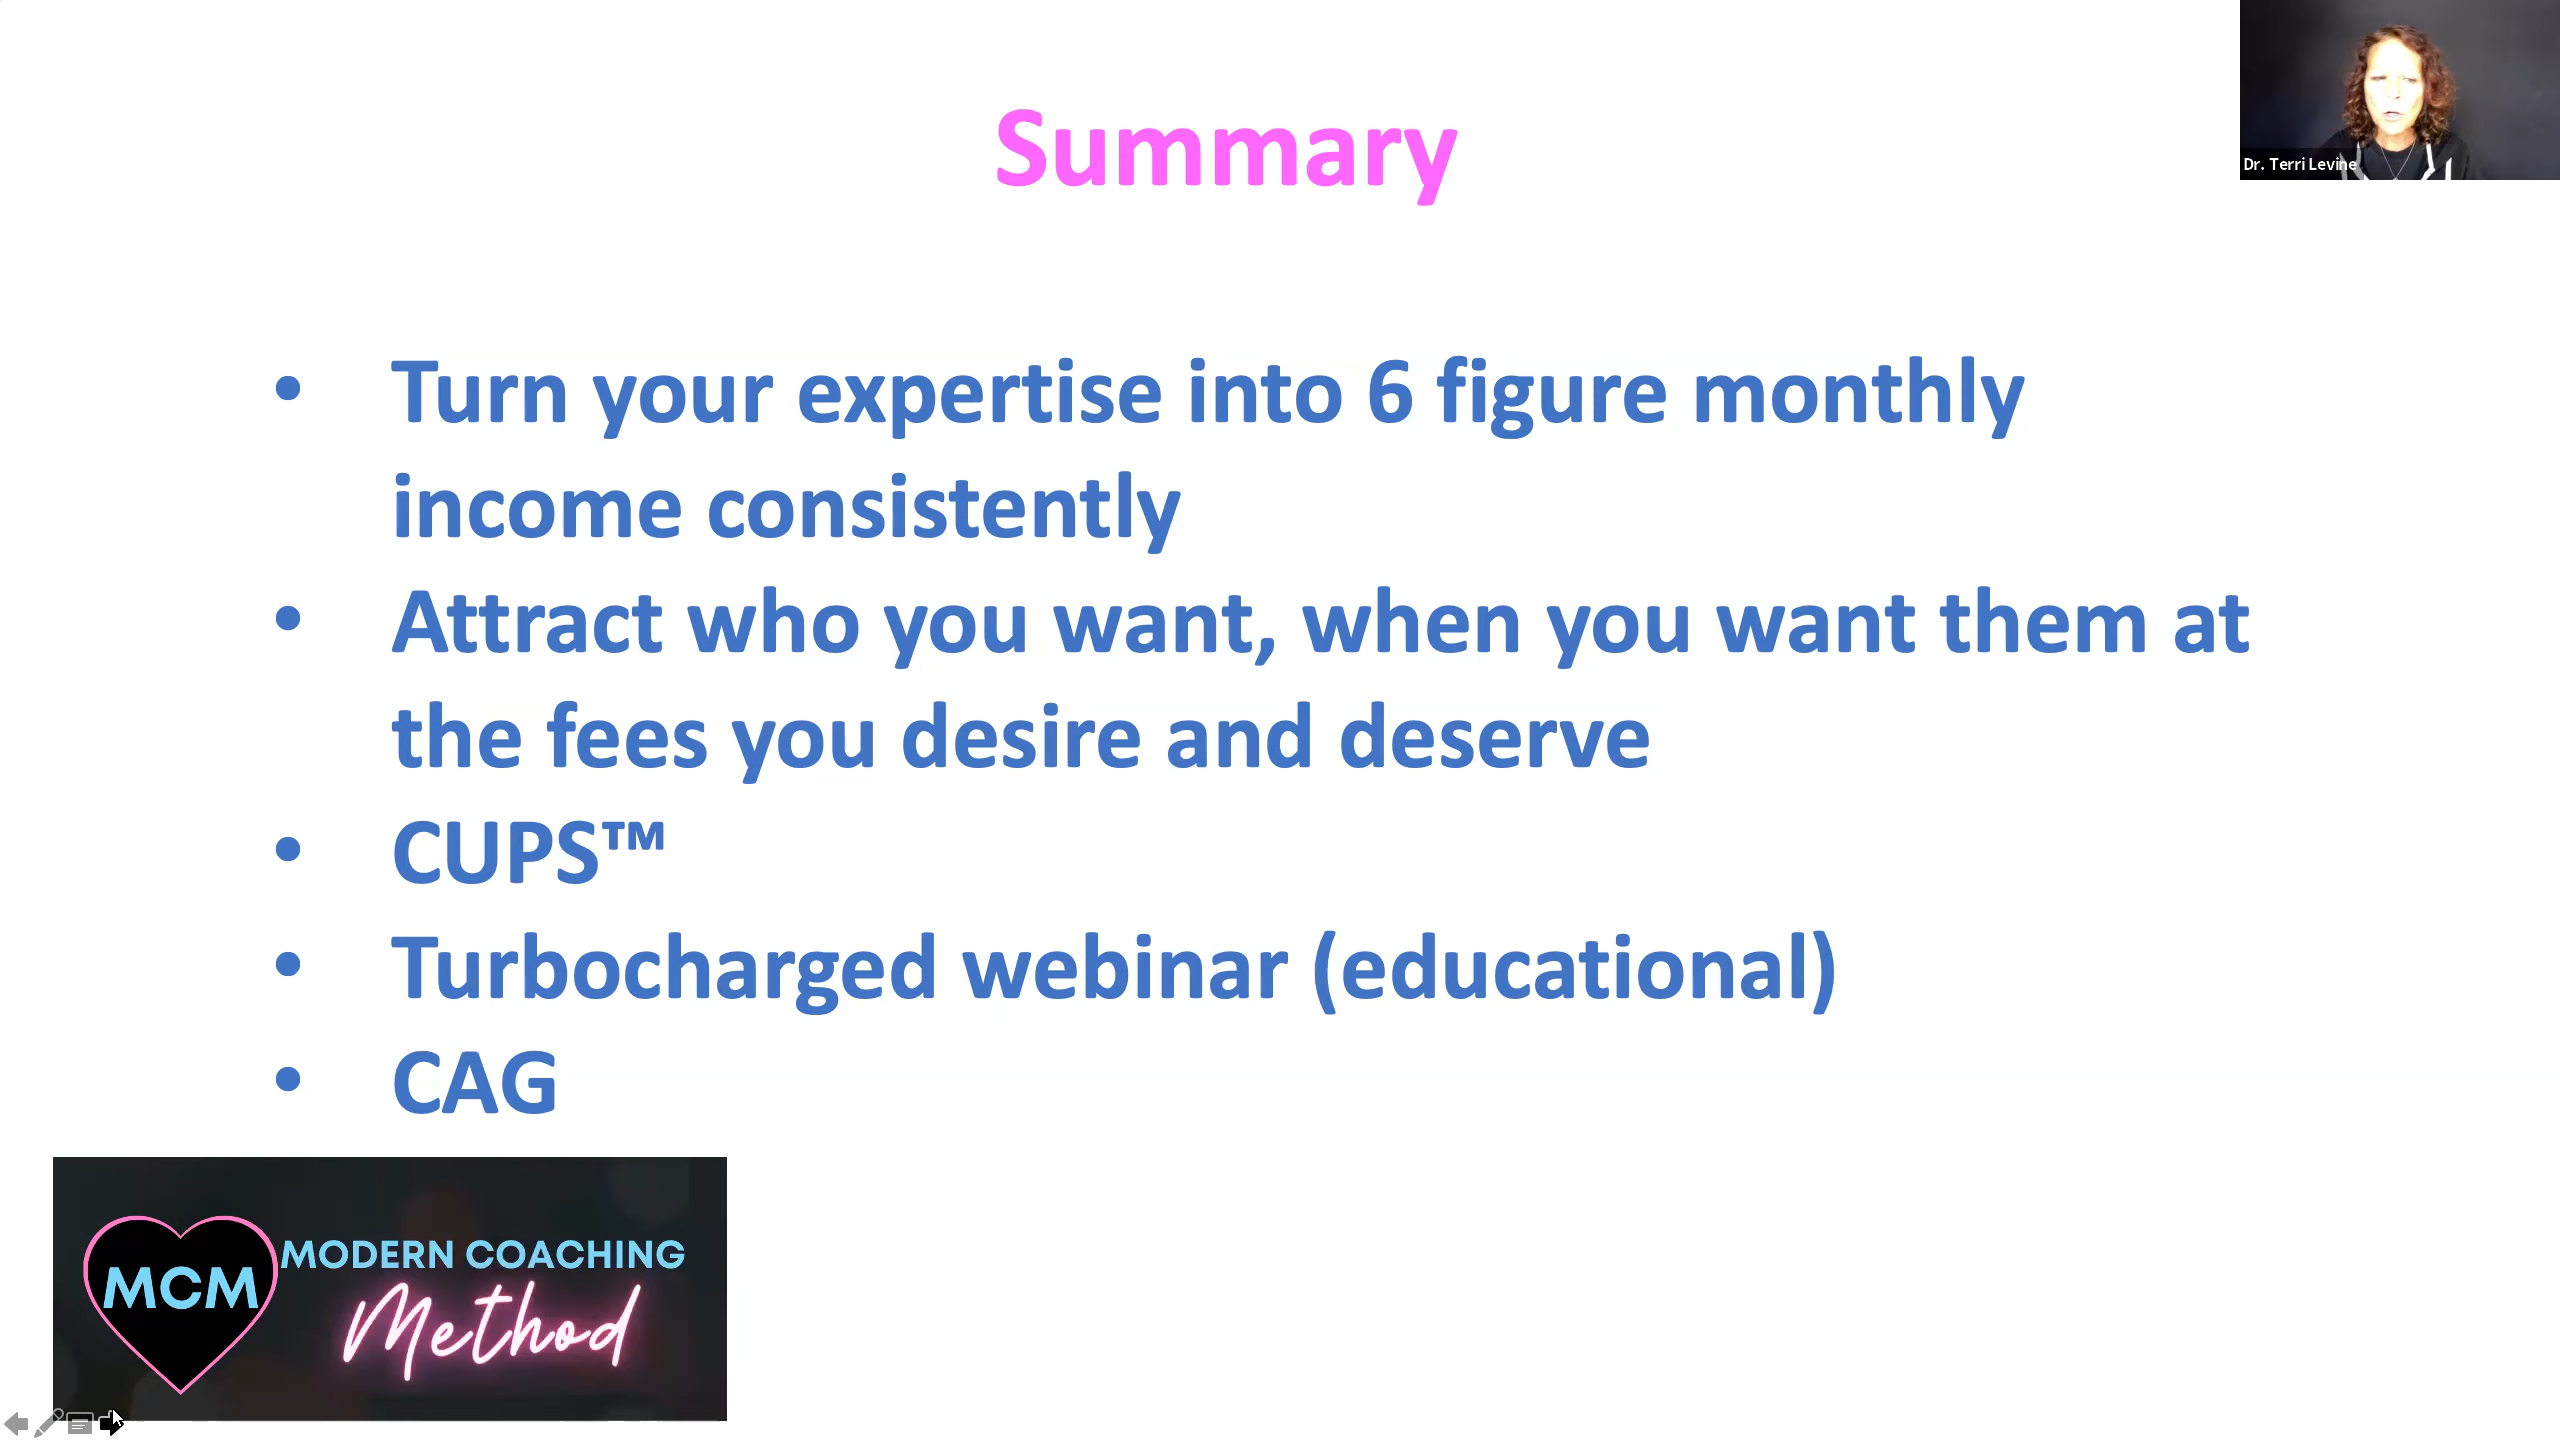 Summary
Dr. Terri Levine
• Turn your expertise into 6 figure monthly
income consistently
• Attract who you want, when you want them at
the fees you desire and deserve
• CUPS™
• Turbocharged webinar (educational)
• CAG
MCM
MODERN COACHING
Method